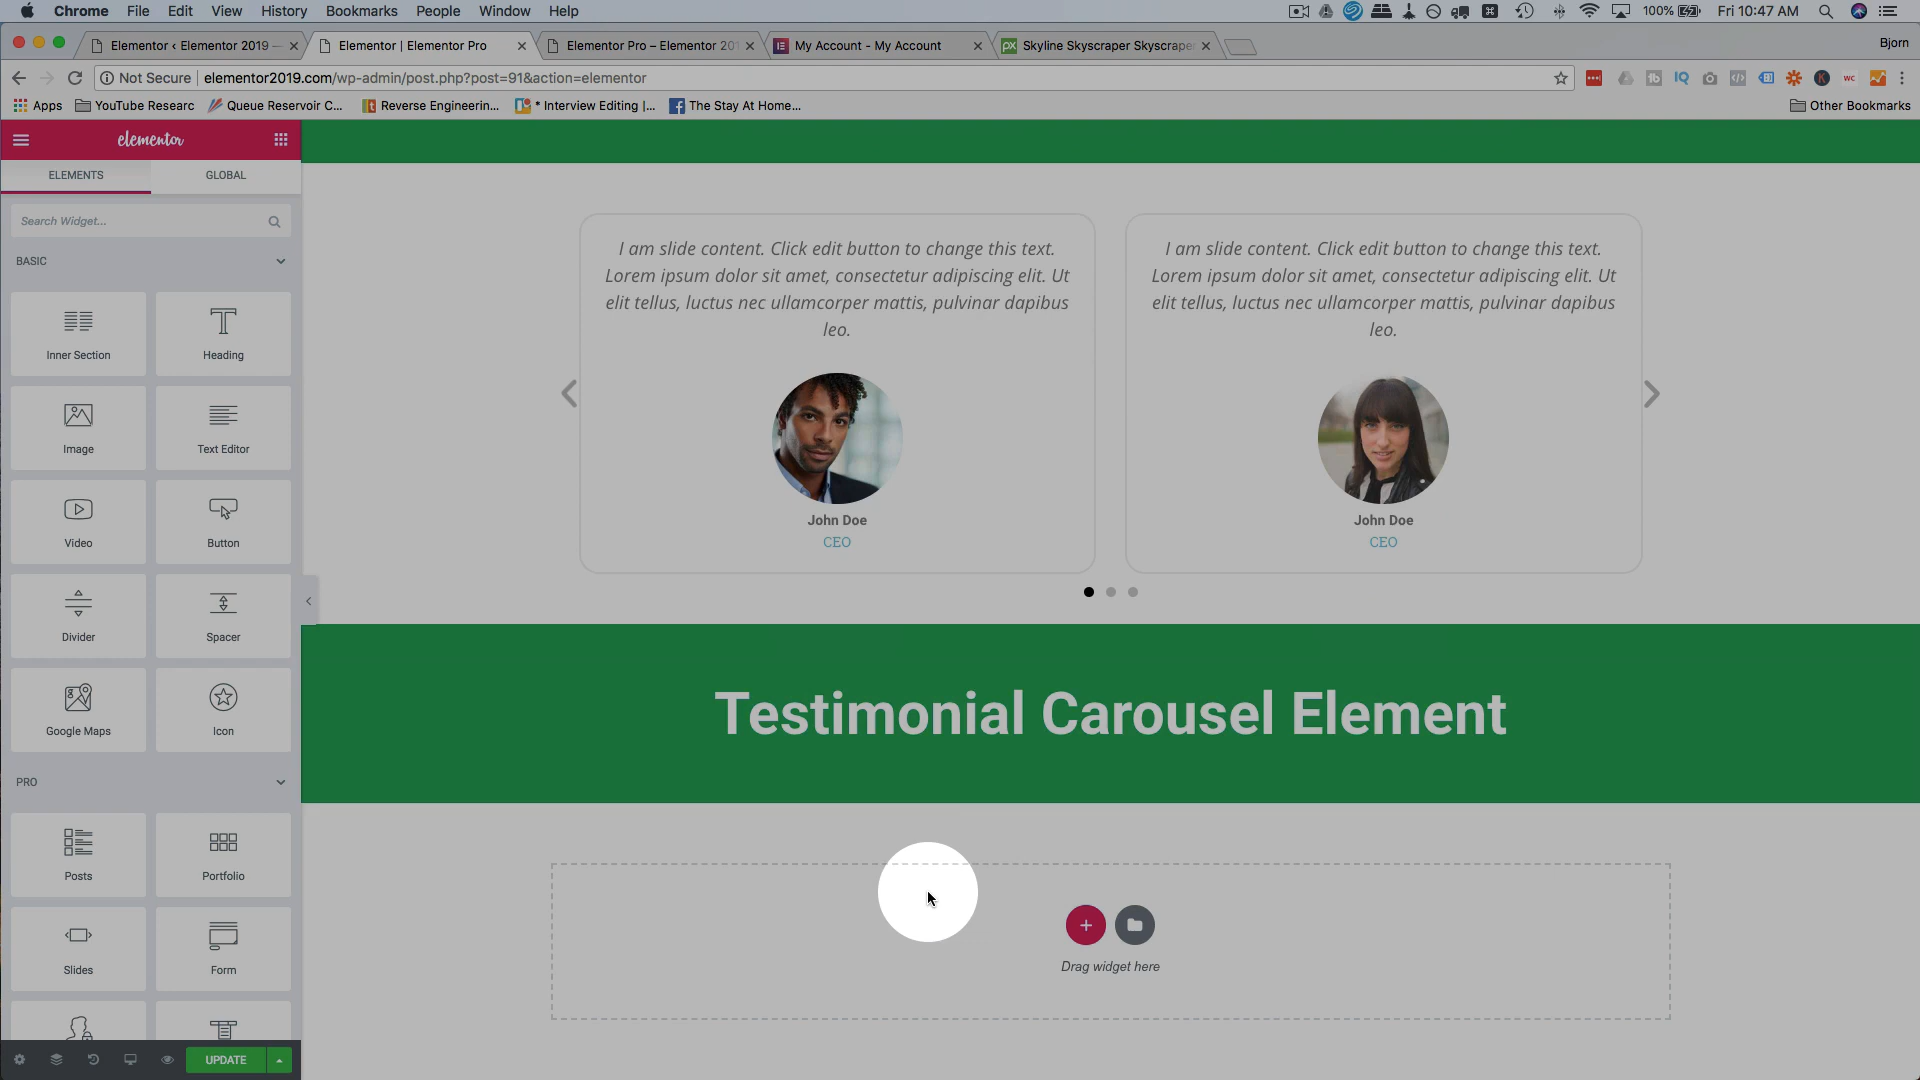 Chrome File Edit View History Bookmarks People Window Help 100% Fri 10:47 AM
Elementor ‹ Elementor 2019 — Elementor | Elementor Pro Elementor Pro – Elementor 201 My Account - My Account Skyline Skyscraper Skyscraper Bjorn
Not Secure elementor2019.com/wp-admin/post.php?post=91&action=elementor
Apps YouTube Researc Queue Reservoir C... Reverse Engineerin... * Interview Editing |... The Stay At Home... Other Bookmarks
elementor
ELEMENTS GLOBAL
Search Widget...
BASIC
Inner Section Heading
Image Text Editor
Video Button
Divider Spacer
Google Maps Icon
PRO
Posts Portfolio
Slides Form
UPDATE
I am slide content. Click edit button to change this text.
Lorem ipsum dolor sit amet, consectetur adipiscing elit. Ut
elit tellus, luctus nec ullamcorper mattis, pulvinar dapibus
leo.
John Doe
CEO
I am slide content. Click edit button to change this text.
Lorem ipsum dolor sit amet, consectetur adipiscing elit. Ut
elit tellus, luctus nec ullamcorper mattis, pulvinar dapibus
leo.
John Doe
CEO
Testimonial Carousel Element
Drag widget here